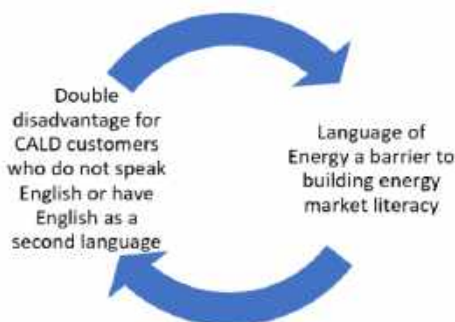 Double
disadvantage for
CALD customers
who do not speak
English or have
English as a
second language
Language of
Energy a barrier to
building energy
market literacy